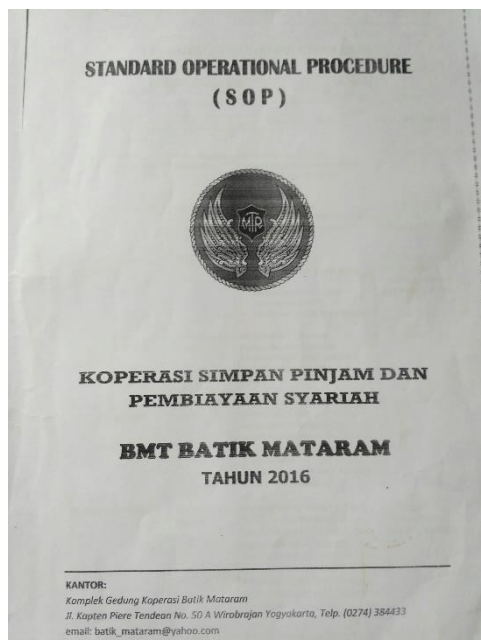 STANDARD OPERATIONAL PROCEDURE
( S O P )
MTR
KOPERASI SIMPAN PINJAM DAN
PEMBIAYAAN SYARIAH
BMT BATIK MATARAM
TAHUN 2016
KANTOR:
Komplek Gedung Koperasi Batik Mataram
Jl. Kapten Piere Tendean No. 50 A Wirobrajan Yogyakarta, Telp. (0274) 384433
email: batik_mataram@yahoo.com